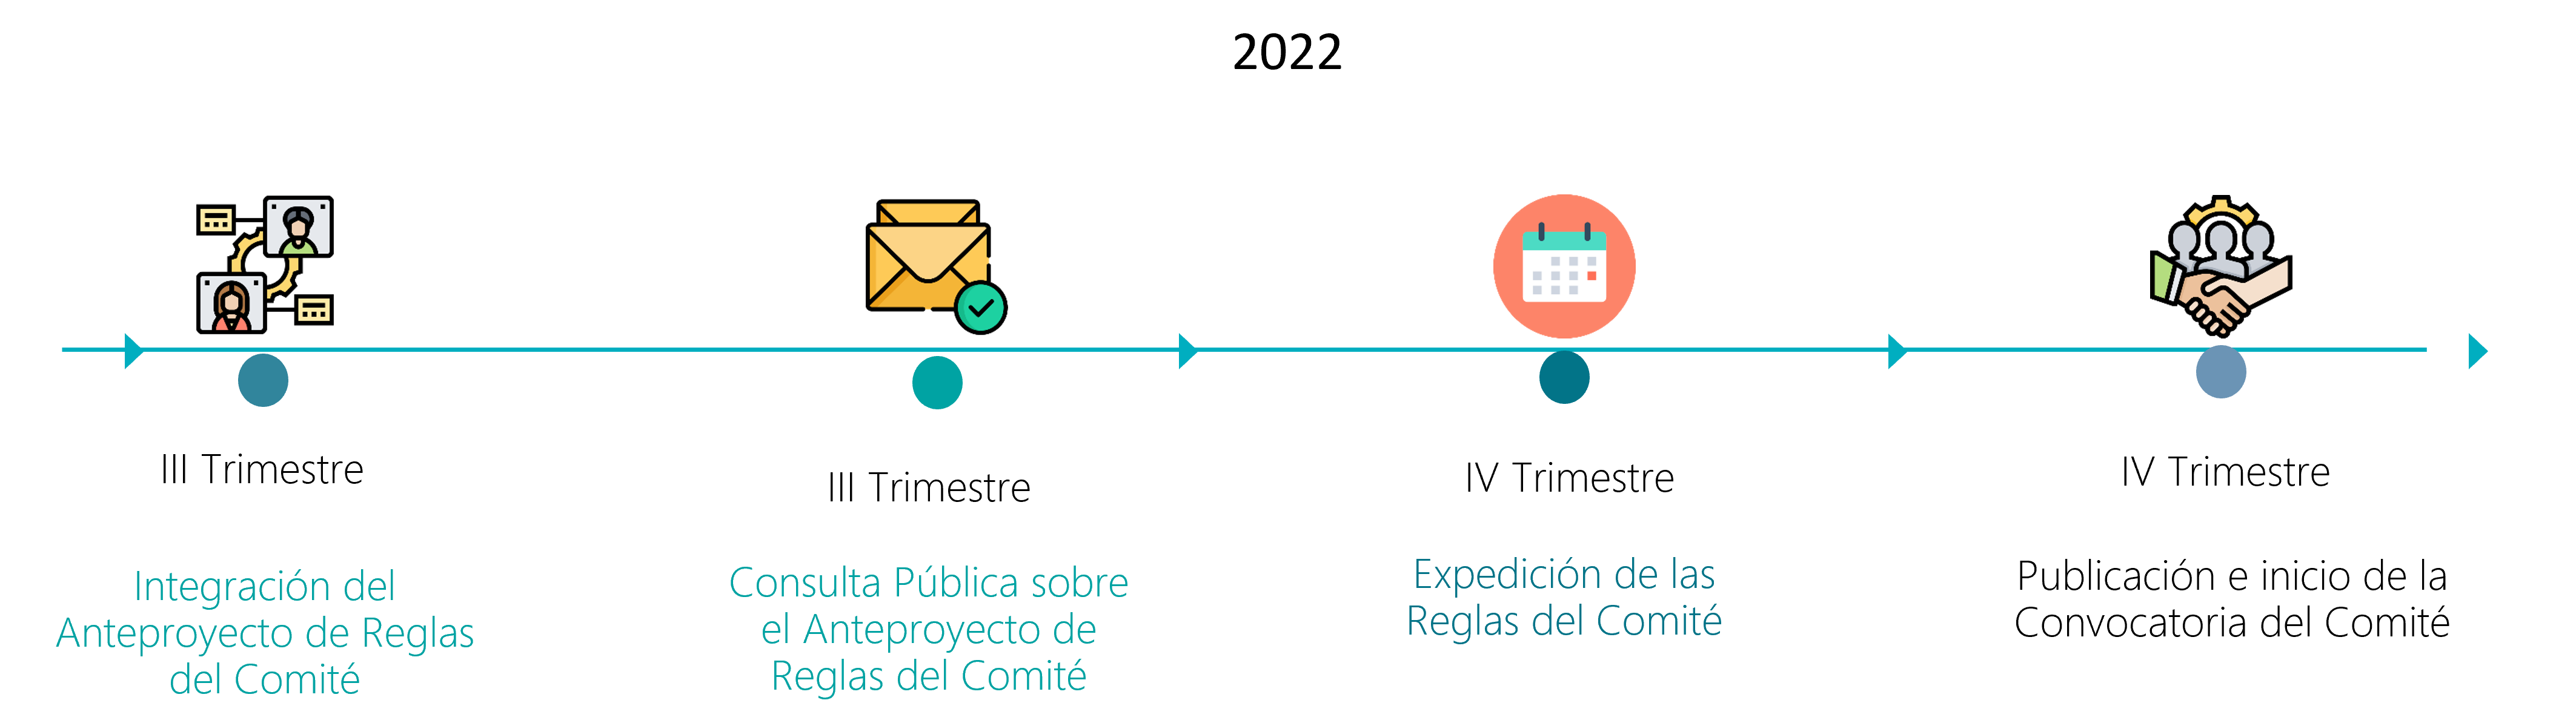 2022
III Trimestre
Integración del
Anteproyecto de Reglas
del Comité
III Trimestre
Consulta Pública sobre
el Anteproyecto de
Reglas del Comité
IV Trimestre
Expedición de las
Reglas del Comité
IV Trimestre
Publicación e inicio de la
Convocatoria del Comité